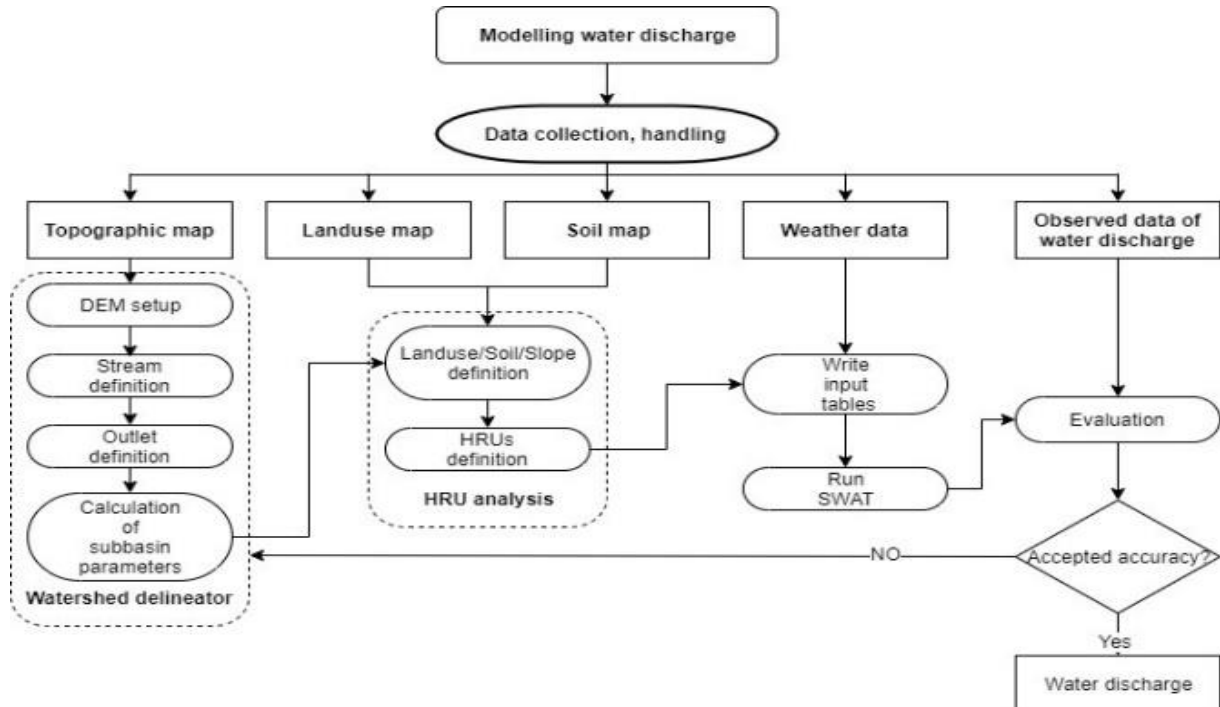 Modelling water discharge
Data collection, handling
Topographic map
Landuse map
Soil map
Weather data
Observed data of
water discharge
DEM setup
Stream
definition
Outlet
definition
Calculation
of
subbasin
parameters
Watershed delineator
Landuse/Soil/Slope
definition
HRUs
definition
HRU analysis
Write
input
tables
Run
SWAT
Evaluation
Accepted accuracy?
NO
Yes
Water discharge